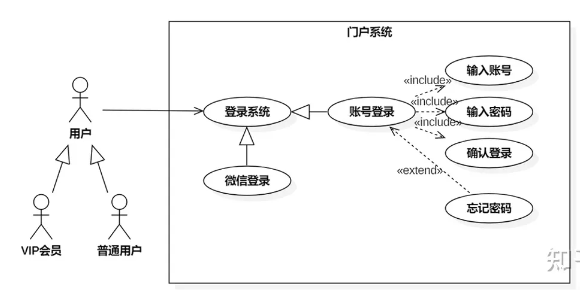 门户系统
输入账号
«include»
登录系统
账号登录
«include»
输入密码
用户
«include»
确认登录
微信登录
«extend»
忘记密码
VIP会员
普通用户
知